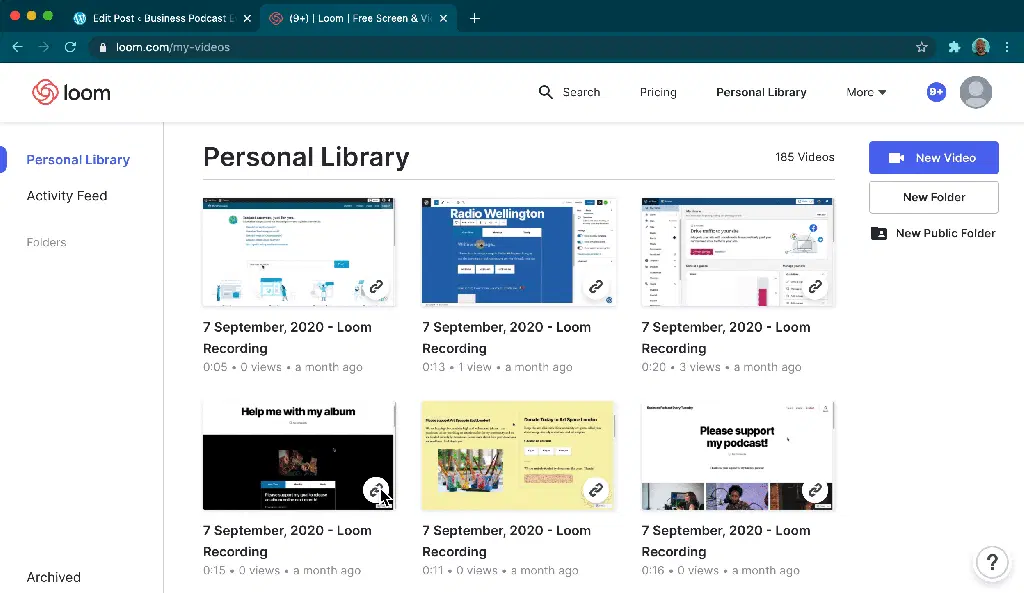 Edit Post ‹ Business Podcast E
(9+) | Loom | Free Screen & Vi
loom.com/my-videos
loom
Search
Pricing
Personal Library
More
9+
Personal Library
Activity Feed
Folders
Archived
Personal Library
185 Videos
New Video
New Folder
New Public Folder
Radio Wellington
7 September, 2020 - Loom
Recording
0:05 • 0 views • a month ago
7 September, 2020 - Loom
Recording
0:13 • 1 view • a month ago
7 September, 2020 - Loom
Recording
0:20 • 3 views • a month ago
Help me with my album
Please support
my podcast!
7 September, 2020 - Loom
Recording
0:15 • 0 views • a month ago
7 September, 2020 - Loom
Recording
0:11 • 0 views • a month ago
7 September, 2020 - Loom
Recording
0:16 • 0 views • a month ago
?